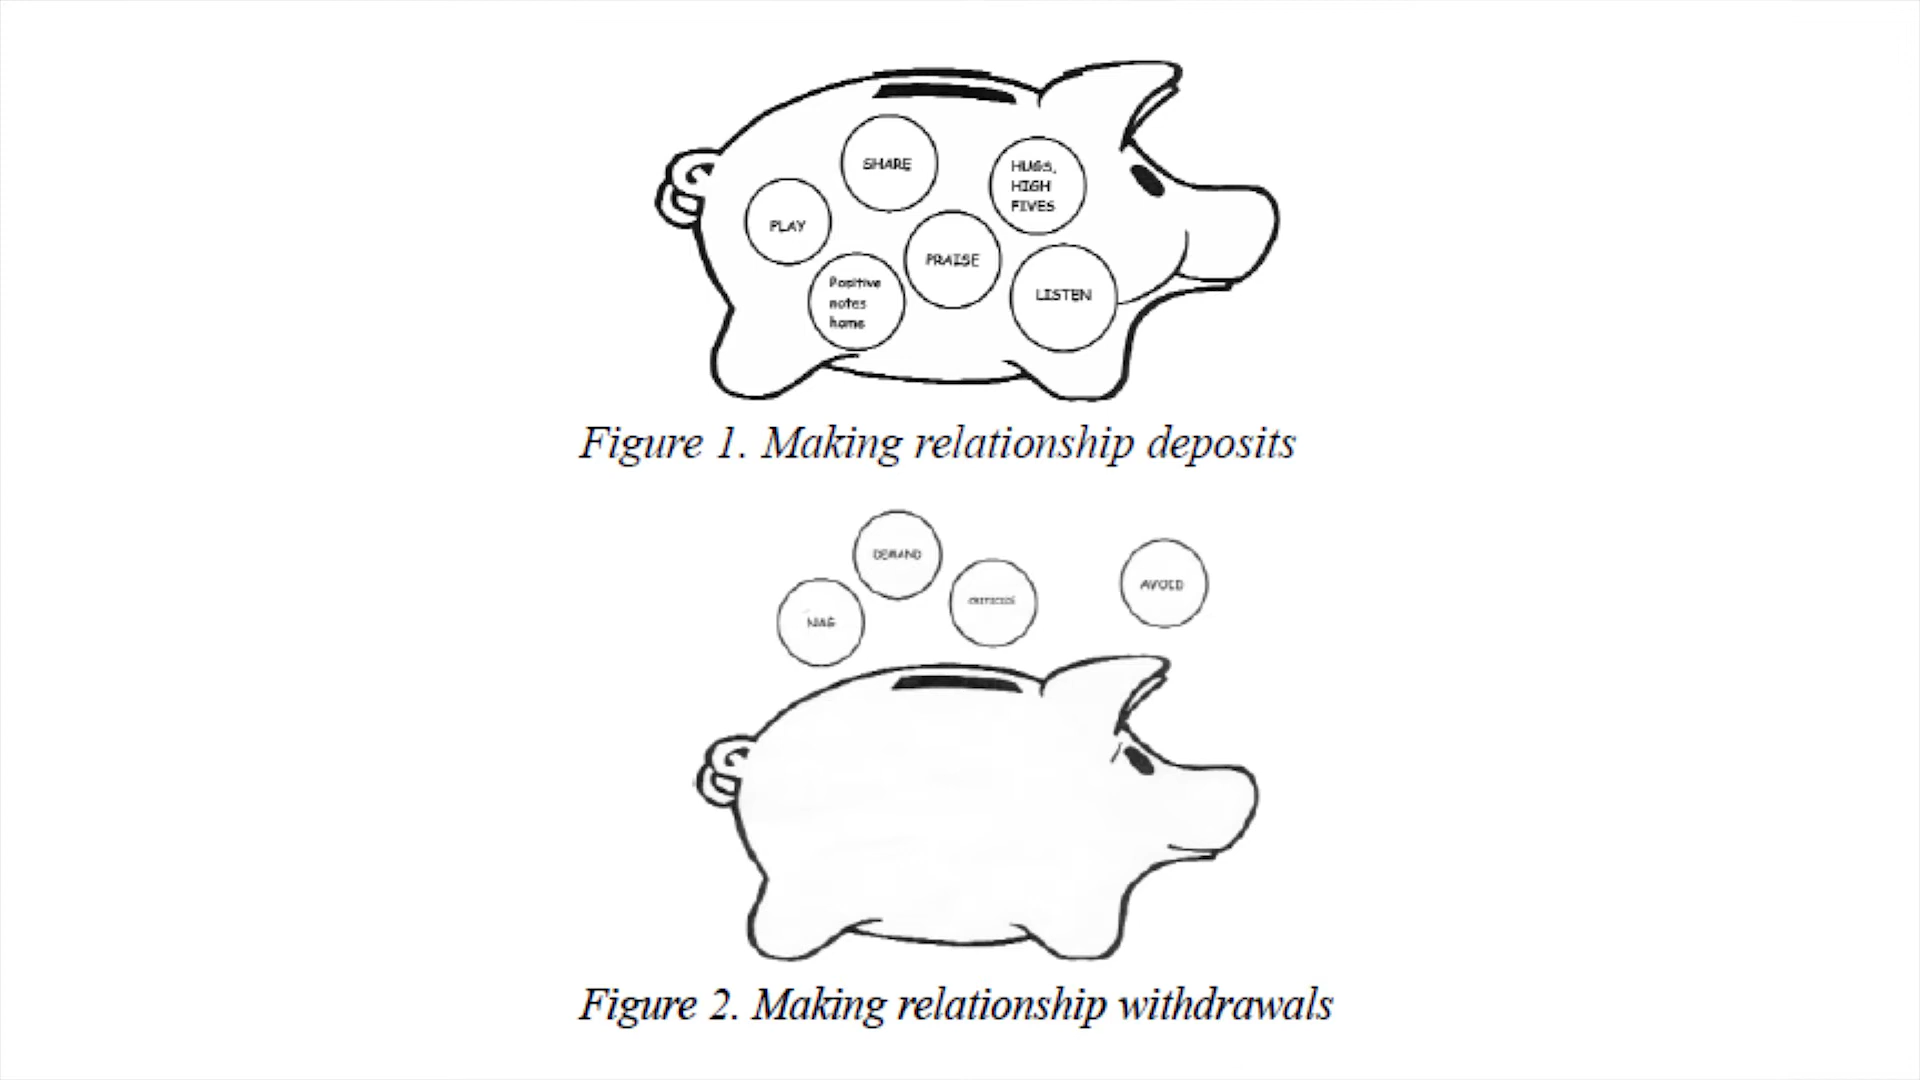 SHARE
HUGS,
HIGH
FIVES
PLAY
PRAISE
Positive
notes
home
LISTEN
Figure 1. Making relationship deposits
DEMAND
AVOID
CRITICIZE
NAG
Figure 2. Making relationship withdrawals